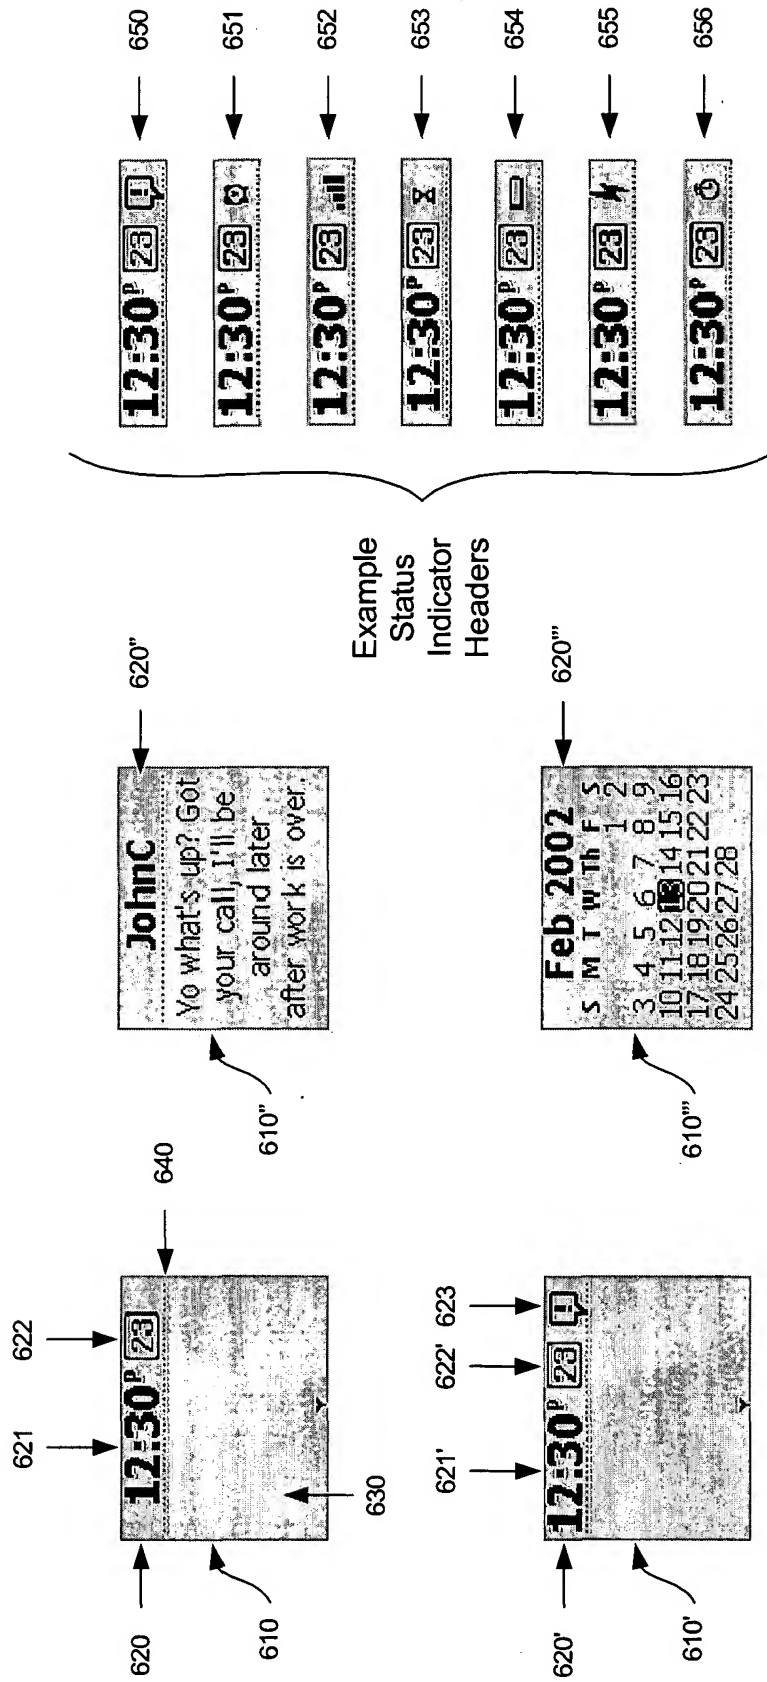 621
622
620
12:30P 23
640
610
630
JohnC
Yo what's up? Got
your call, I'll be
around later
after work is over.
620"
610"
621'
622'
623
620'
12:30P 23 !
610'
Feb 2002
S M T W Th F S
1 2
3 4 5 6 7 8 9
10 11 12 13 14 15 16
17 18 19 20 21 22 23
24 25 26 27 28
620'''
610'''
Example
Status
Indicator
Headers
12:30P 23 ! 650
12:30P 23 651
12:30P 23 652
12:30P 23 653
12:30P 23 654
12:30P 23 655
12:30P 23 656